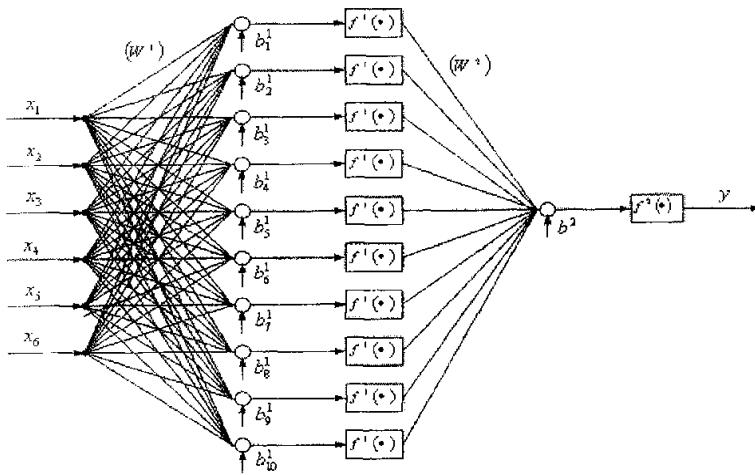 (W¹)
(W²)
x₁
x₂
x₃
x₄
x₅
x₆
b₁¹
b₂¹
b₃¹
b₄¹
b₅¹
b₆¹
b₇¹
b₈¹
b₉¹
b₁₀¹
f¹(•)
f¹(•)
f¹(•)
f¹(•)
f¹(•)
f¹(•)
f¹(•)
f¹(•)
f¹(•)
f¹(•)
b²
f²(•)
y